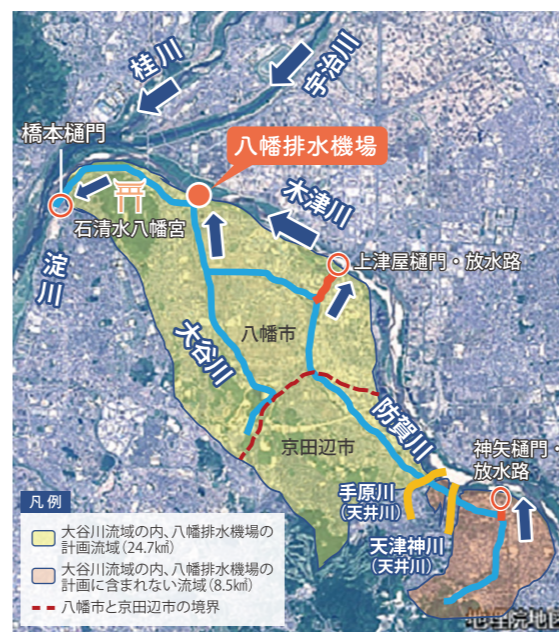 桂川
宇治川
橋本樋門
八幡排水機場
木津川
石清水八幡宮
淀川
上津屋樋門・放水路
八幡市
大谷川
防賀川
京田辺市
神矢樋門・
放水路
手原川
(天井川)
天津神川
(天井川)
凡例
大谷川流域の内、八幡排水機場の
計画流域(24.7㎢)
大谷川流域の内、八幡排水機場の
計画に含まれない流域(8.5㎢)
八幡市と京田辺市の境界